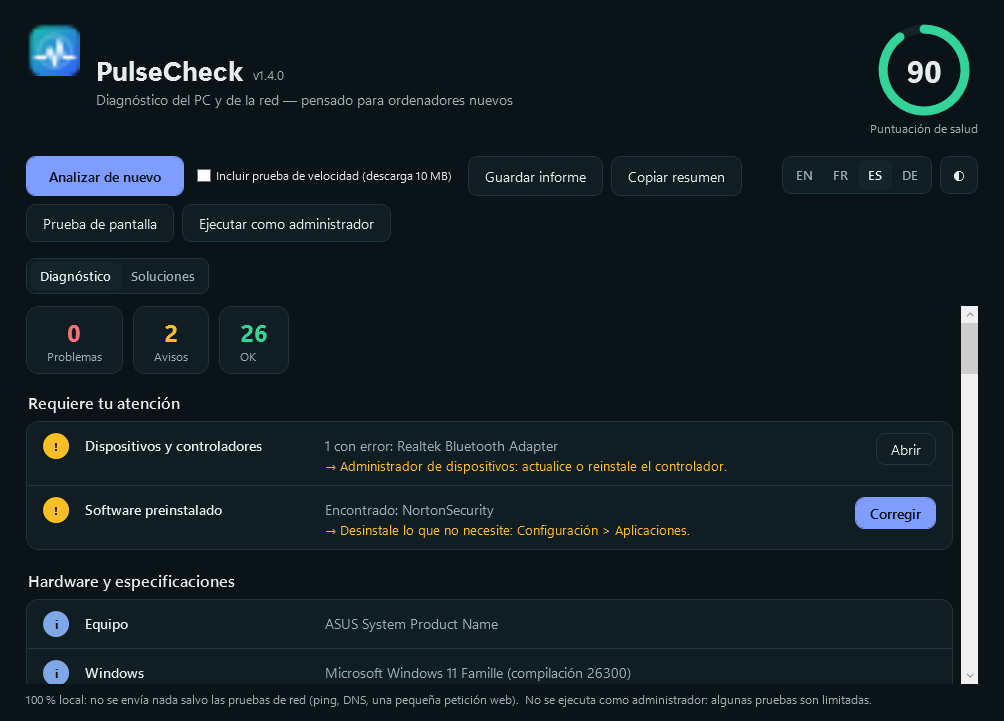 PulseCheck v1.4.0
Diagnóstico del PC y de la red — pensado para ordenadores nuevos
90
Puntuación de salud
Analizar de nuevo
Incluir prueba de velocidad (descarga 10 MB)
Guardar informe
Copiar resumen
EN FR ES DE
Prueba de pantalla
Ejecutar como administrador
Diagnóstico
Soluciones
0
Problemas
2
Avisos
26
OK
Requiere tu atención
! Dispositivos y controladores
1 con error: Realtek Bluetooth Adapter
→ Administrador de dispositivos: actualice o reinstale el controlador.
Abrir
! Software preinstalado
Encontrado: NortonSecurity
→ Desinstale lo que no necesite: Configuración > Aplicaciones.
Corregir
Hardware y especificaciones
i Equipo
ASUS System Product Name
i Windows
Microsoft Windows 11 Famille (compilación 26300)
100 % local: no se envía nada salvo las pruebas de red (ping, DNS, una pequeña petición web). No se ejecuta como administrador: algunas pruebas son limitadas.